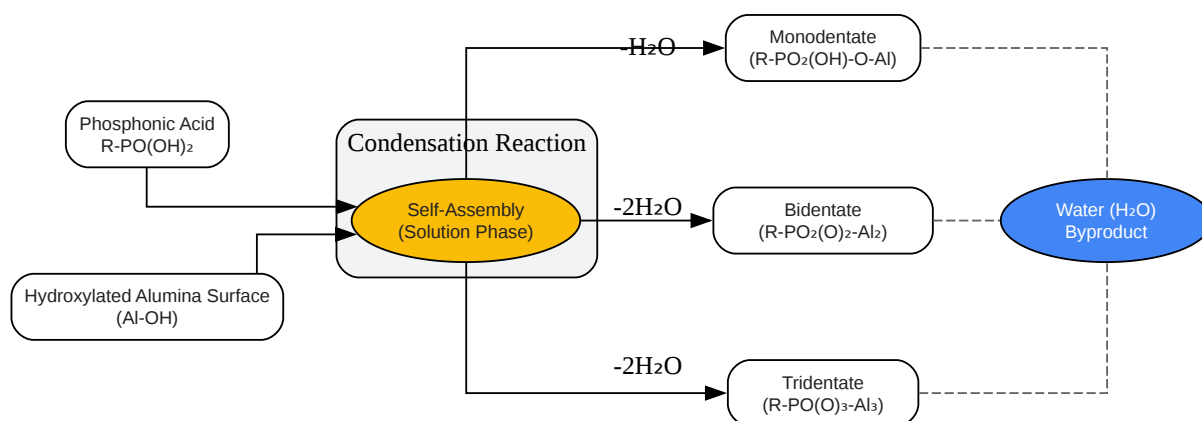 -H₂O
Monodentate
(R-PO₂(OH)-O-Al)
Phosphonic Acid
R-PO(OH)₂
Condensation Reaction
Self-Assembly
(Solution Phase)
-2H₂O
Bidentate
(R-PO₂(O)₂-Al₂)
Water (H₂O)
Byproduct
Hydroxylated Alumina Surface
(Al-OH)
-2H₂O
Tridentate
(R-PO(O)₃-Al₃)